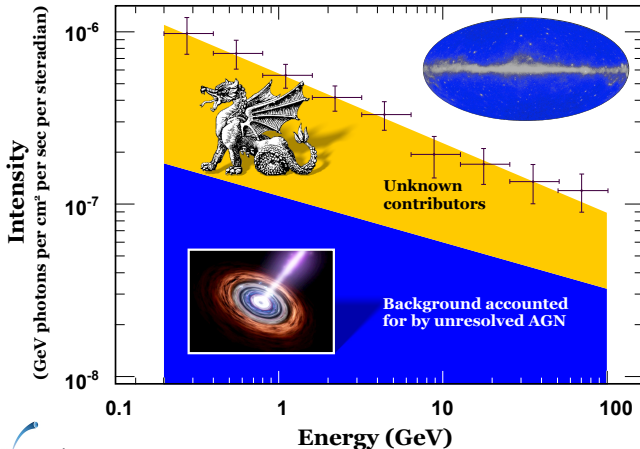 Intensity
(GeV photons per cm² per sec per steradian)
10⁻⁶
10⁻⁷
10⁻⁸
Unknown
contributors
Background accounted
for by unresolved AGN
0.1
1
10
100
Energy (GeV)